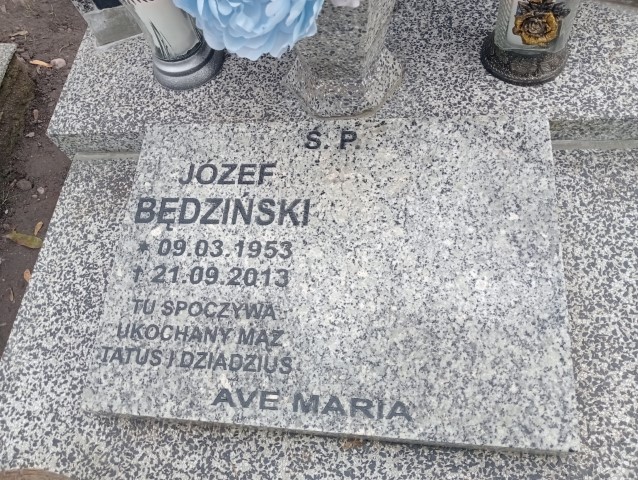 Ś. P
JÓZEF
BĘDZIŃSKI
* 09.03.1953
† 21.09.2013
TU SPOCZYWA
UKOCHANY MĄŻ
TATUŚ I DZIADZIUŚ
AVE MARIA